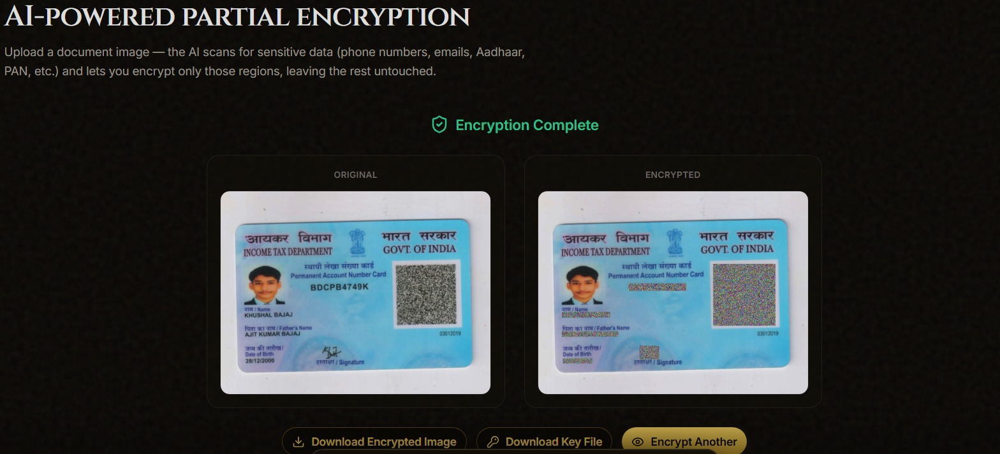 AI-POWERED PARTIAL ENCRYPTION
Upload a document image — the AI scans for sensitive data (phone numbers, emails, Aadhaar,
PAN, etc.) and lets you encrypt only those regions, leaving the rest untouched.
Encryption Complete
ORIGINAL
आयकर विभाग
INCOME TAX DEPARTMENT
भारत सरकार
GOVT. OF INDIA
स्थायी लेखा संख्या कार्ड
Permanent Account Number Card
BDCPB4749K
नाम / Name
KHUSHAL BAJAJ
पिता का नाम / Father's Name
AJIT KUMAR BAJAJ
03012019
जन्म की तारीख/
Date of Birth
28/12/2000
हस्ताक्षर / Signature
ENCRYPTED
आयकर विभाग
INCOME TAX DEPARTMENT
भारत सरकार
GOVT. OF INDIA
स्थायी लेखा संख्या कार्ड
Permanent Account Number Card
नाम / Name
पिता का नाम / Father's Name
03012019
जन्म की तारीख/
Date of Birth
हस्ताक्षर / Signature
Download Encrypted Image
Download Key File
Encrypt Another